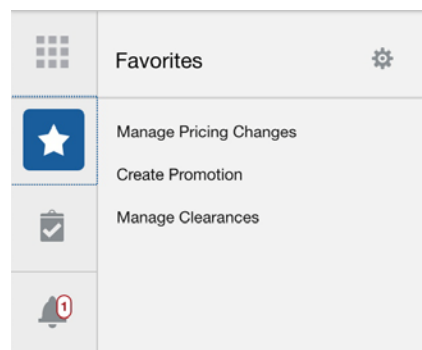 Favorites
Manage Pricing Changes
Create Promotion
Manage Clearances
1